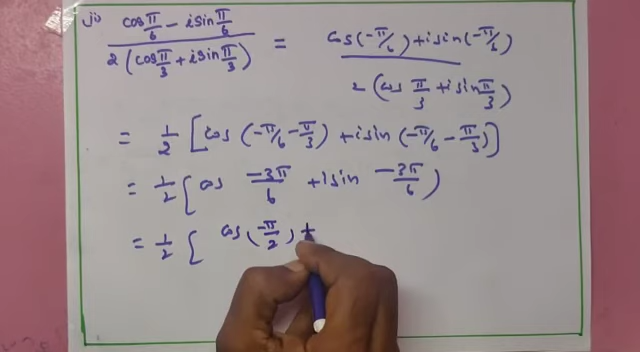 ii) (cos π/6 - i sin π/6) / 2(cos π/3 + i sin π/3) = (cos(-π/6) + i sin(-π/6)) / 2(cos π/3 + i sin π/3)
= 1/2 [cos(-π/6 - π/3) + i sin(-π/6 - π/3)]
= 1/2 [cos -3π/6 + i sin -3π/6)
= 1/2 [cos(-π/2) +